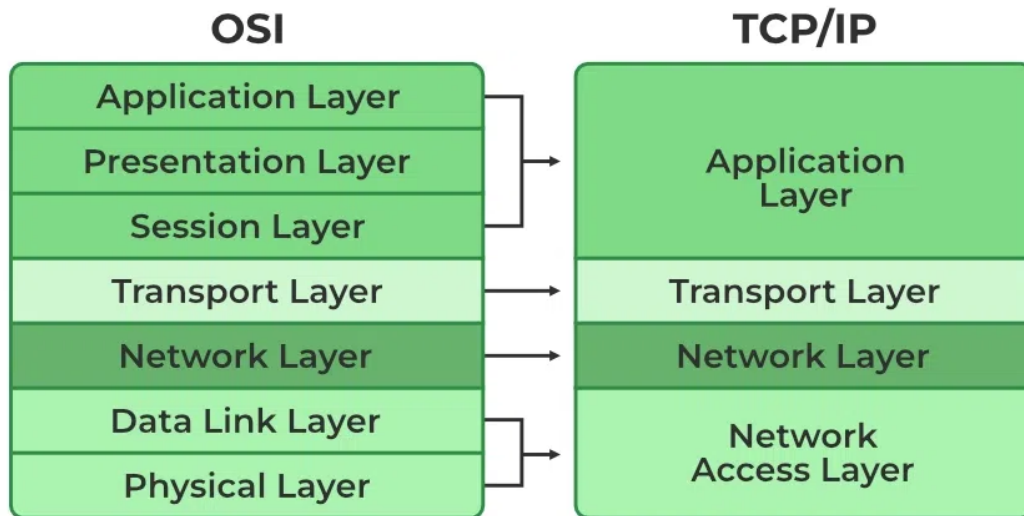 OSI
Application Layer
Presentation Layer
Session Layer
Transport Layer
Network Layer
Data Link Layer
Physical Layer
TCP/IP
Application
Layer
Transport Layer
Network Layer
Network
Access Layer